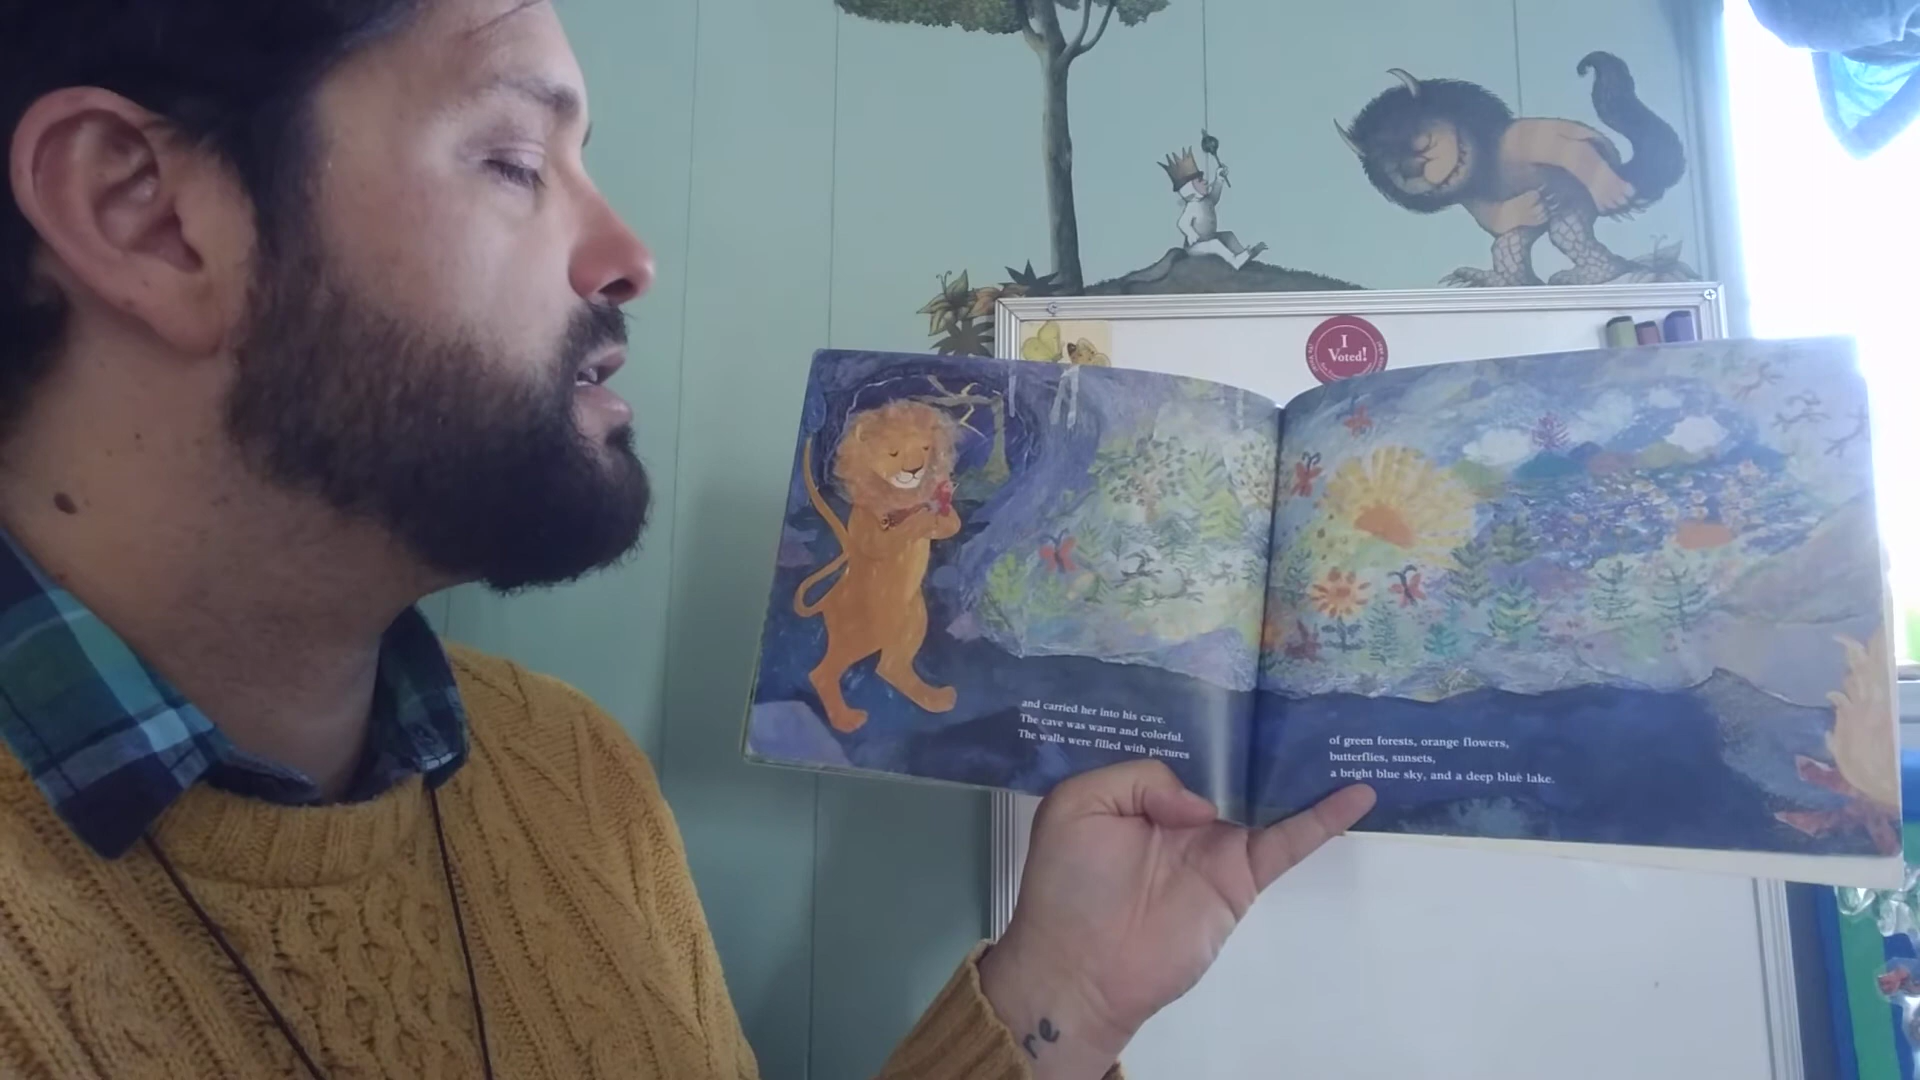 I
Voted!
and carried her into his cave.
The cave was warm and colorful.
The walls were filled with pictures
of green forests, orange flowers,
butterflies, sunsets,
a bright blue sky, and a deep blue lake.
re